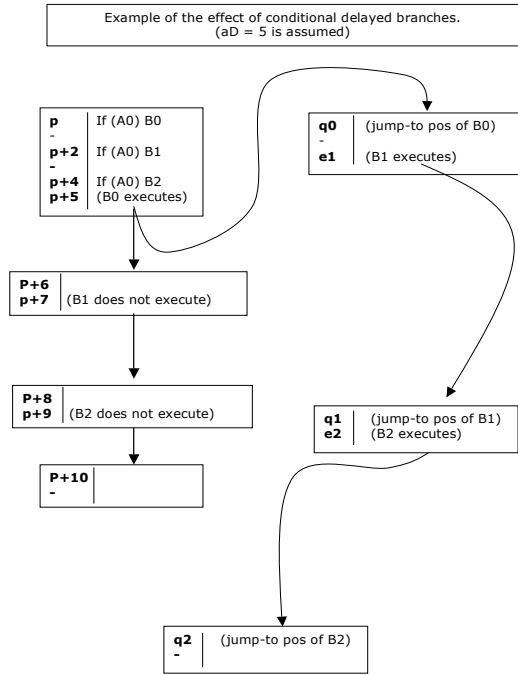 Example of the effect of conditional delayed branches.
(aD = 5 is assumed)
p If (A0) B0
-
p+2 If (A0) B1
-
p+4 If (A0) B2
p+5 (B0 executes)
q0 (jump-to pos of B0)
-
e1 (B1 executes)
P+6
p+7 (B1 does not execute)
P+8
p+9 (B2 does not execute)
q1 (jump-to pos of B1)
e2 (B2 executes)
P+10
-
q2 (jump-to pos of B2)
-